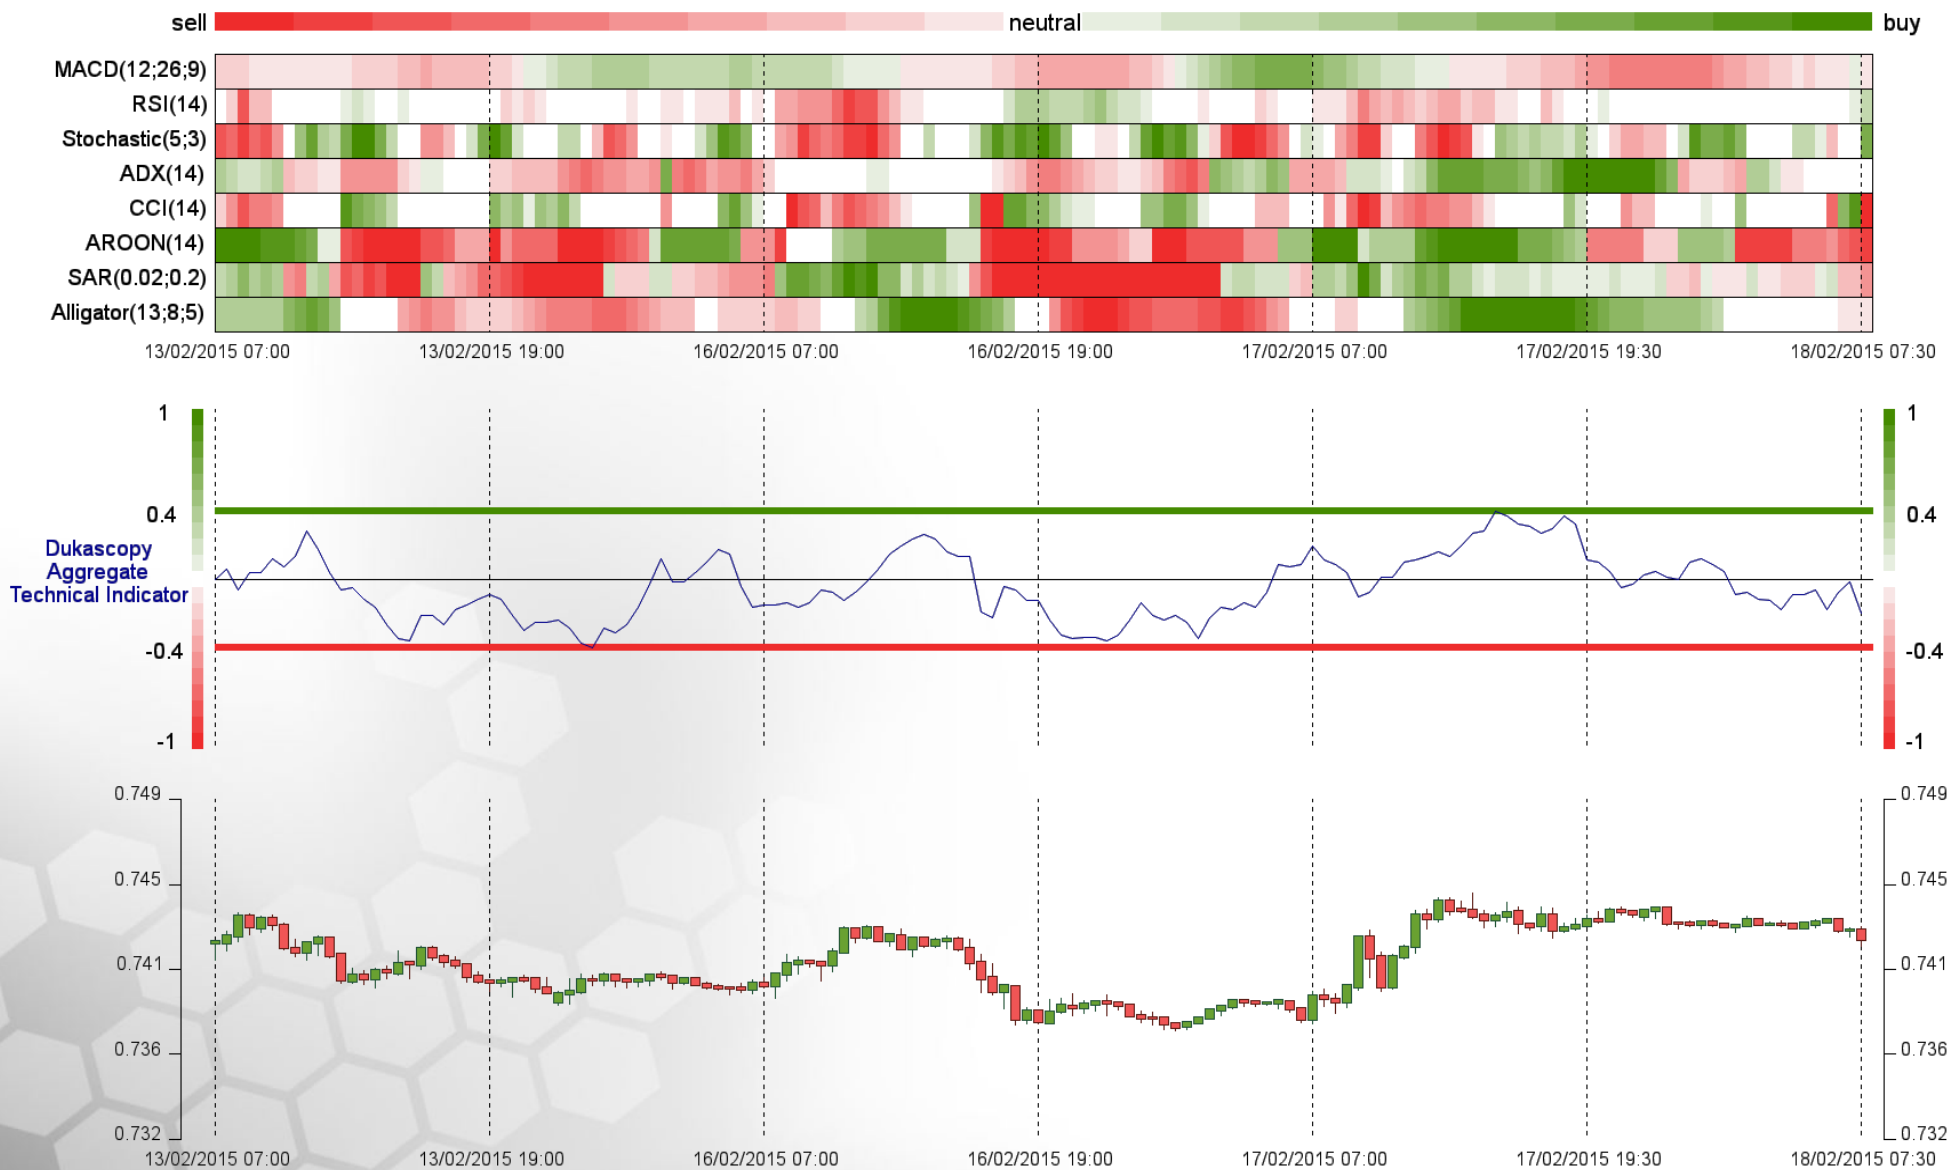 sell neutral buy
MACD(12;26;9)
RSI(14)
Stochastic(5;3)
ADX(14)
CCI(14)
AROON(14)
SAR(0.02;0.2)
Alligator(13;8;5)
13/02/2015 07:00 13/02/2015 19:00 16/02/2015 07:00 16/02/2015 19:00 17/02/2015 07:00 17/02/2015 19:30 18/02/2015 07:30
1 1
0.4 0.4
Dukascopy
Aggregate
Technical Indicator
-0.4 -0.4
-1 -1
0.749 0.749
0.745 0.745
0.741 0.741
0.736 0.736
0.732 0.732
13/02/2015 07:00 13/02/2015 19:00 16/02/2015 07:00 16/02/2015 19:00 17/02/2015 07:00 17/02/2015 19:30 18/02/2015 07:30